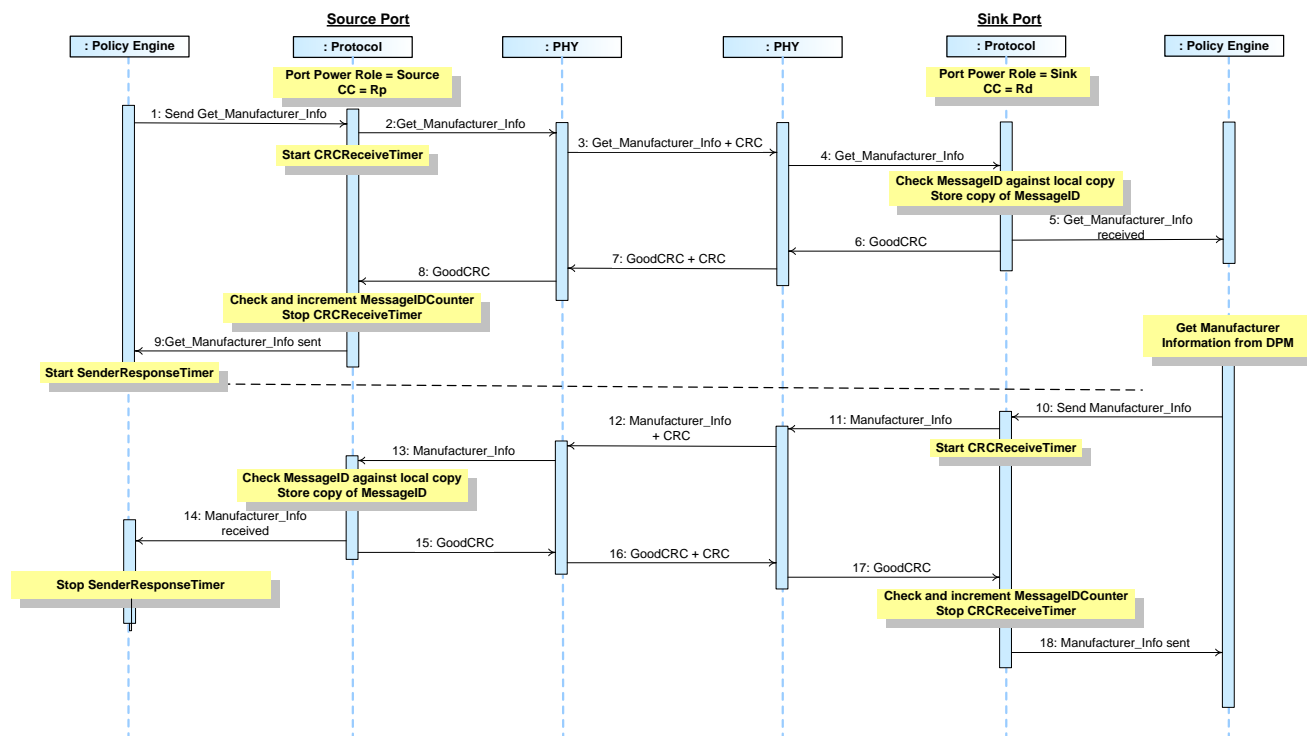 Source Port
Sink Port
: Policy Engine
: Protocol
: PHY
: PHY
: Protocol
: Policy Engine
Port Power Role = Source
CC = Rp
Port Power Role = Sink
CC = Rd
1: Send Get_Manufacturer_Info
2:Get_Manufacturer_Info
Start CRCReceiveTimer
3: Get_Manufacturer_Info + CRC
4: Get_Manufacturer_Info
Check MessageID against local copy
Store copy of MessageID
5: Get_Manufacturer_Info
received
6: GoodCRC
7: GoodCRC + CRC
8: GoodCRC
Check and increment MessageIDCounter
Stop CRCReceiveTimer
9:Get_Manufacturer_Info sent
Start SenderResponseTimer
Get Manufacturer
Information from DPM
10: Send Manufacturer_Info
11: Manufacturer_Info
Start CRCReceiveTimer
12: Manufacturer_Info
+ CRC
13: Manufacturer_Info
Check MessageID against local copy
Store copy of MessageID
14: Manufacturer_Info
received
15: GoodCRC
16: GoodCRC + CRC
17: GoodCRC
Stop SenderResponseTimer
Check and increment MessageIDCounter
Stop CRCReceiveTimer
18: Manufacturer_Info sent